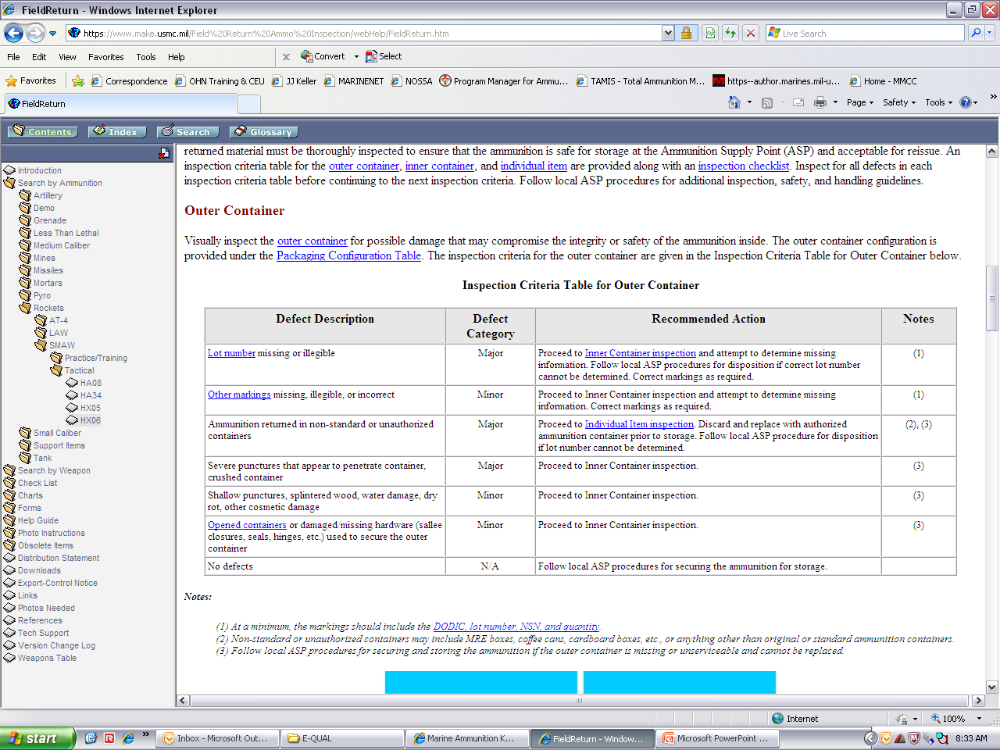 FieldReturn - Windows Internet Explorer
https://www.make.usmc.mil/Field%20Return%20Ammo%20Inspection/webHelp/FieldReturn.htm
Live Search
File Edit View Favorites Tools Help
x Convert Select
Favorites Correspondence OHN Training & CEU JJ Keller MARINENET NOSSA Program Manager for Ammu... TAMIS - Total Ammunition M... https--author.marines.mil-u... Home - MMCC
FieldReturn
Page Safety Tools
Contents Index Search Glossary
Introduction
Search by Ammunition
Artillery
Demo
Grenade
Less Than Lethal
Medium Caliber
Mines
Missiles
Mortars
Pyro
Rockets
AT-4
LAW
SMAW
Practice/Training
Tactical
HA08
HA34
HX05
HX06
Small Caliber
Support Items
Tank
Search by Weapon
Check List
Charts
Forms
Help Guide
Photo Instructions
Obsolete Items
Distribution Statement
Downloads
Export-Control Notice
Links
Photos Needed
References
Tech Support
Version Change Log
Weapons Table
returned material must be thoroughly inspected to ensure that the ammunition is safe for storage at the Ammunition Supply Point (ASP) and acceptable for reissue. An
inspection criteria table for the outer container, inner container, and individual item are provided along with an inspection checklist. Inspect for all defects in each
inspection criteria table before continuing to the next inspection criteria. Follow local ASP procedures for additional inspection, safety, and handling guidelines.
Outer Container
Visually inspect the outer container for possible damage that may compromise the integrity or safety of the ammunition inside. The outer container configuration is
provided under the Packaging Configuration Table. The inspection criteria for the outer container are given in the Inspection Criteria Table for Outer Container below.
Inspection Criteria Table for Outer Container
Defect Description
Defect
Category
Recommended Action
Notes
Lot number missing or illegible
Major
Proceed to Inner Container inspection and attempt to determine missing
information. Follow local ASP procedures for disposition if correct lot number
cannot be determined. Correct markings as required.
(1)
Other markings missing, illegible, or incorrect
Minor
Proceed to Inner Container inspection and attempt to determine missing
information. Correct markings as required.
(1)
Ammunition returned in non-standard or unauthorized
containers
Major
Proceed to Individual Item inspection. Discard and replace with authorized
ammunition container prior to storage. Follow local ASP procedure for disposition
if lot number cannot be determined.
(2), (3)
Severe punctures that appear to penetrate container,
crushed container
Major
Proceed to Inner Container inspection.
(3)
Shallow punctures, splintered wood, water damage, dry
rot, other cosmetic damage
Minor
Proceed to Inner Container inspection.
(3)
Opened containers or damaged/missing hardware (sallee
closures, seals, hinges, etc.) used to secure the outer
container
Minor
Proceed to Inner Container inspection.
(3)
No defects
N/A
Follow local ASP procedures for securing the ammunition for storage.
Notes:
(1) At a minimum, the markings should include the DODIC, lot number, NSN, and quantity.
(2) Non-standard or unauthorized containers may include MRE boxes, coffee cans, cardboard boxes, etc., or anything other than original or standard ammunition containers.
(3) Follow local ASP procedures for securing and storing the ammunition if the outer container is missing or unserviceable and cannot be replaced.
Internet 100%
start Inbox - Microsoft Out... E-QUAL Marine Ammunition K... FieldReturn - Window... Microsoft PowerPoint ... 8:33 AM